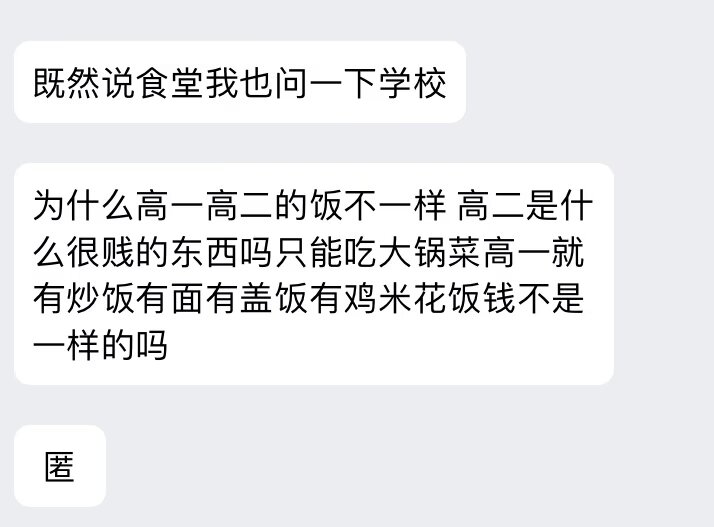 既然说食堂我也问一下学校
为什么高一高二的饭不一样 高二是什
么很贱的东西吗只能吃大锅菜高一就
有炒饭有面有盖饭有鸡米花饭钱不是
一样的吗
匿